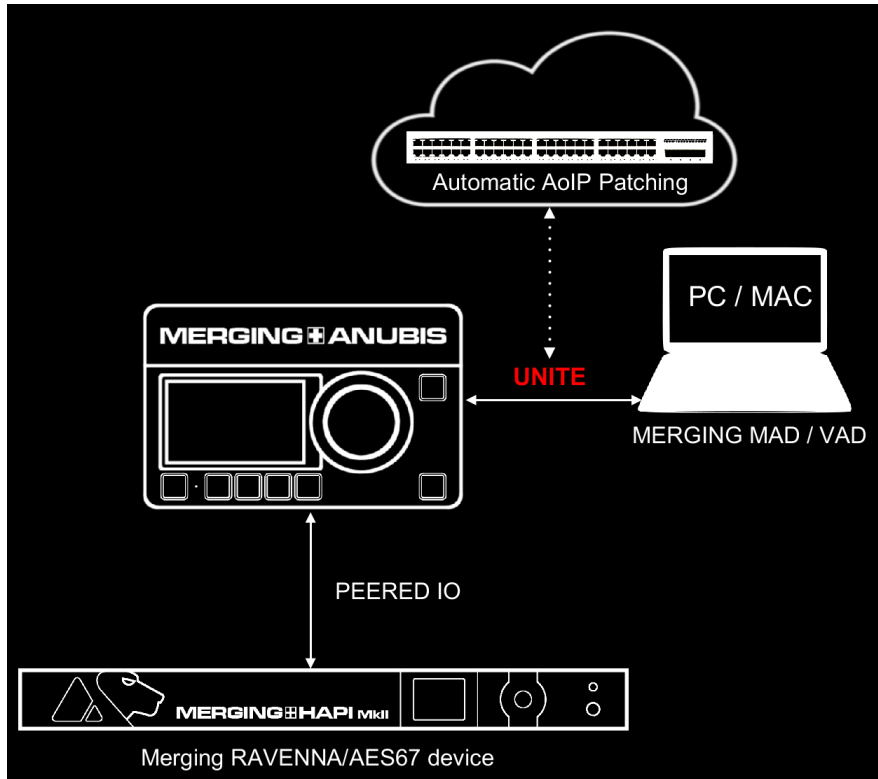 Automatic AoIP Patching
PC / MAC
MERGING+ANUBIS
UNITE
MERGING MAD / VAD
PEERED IO
MERGING+HAPI MkII
Merging RAVENNA/AES67 device